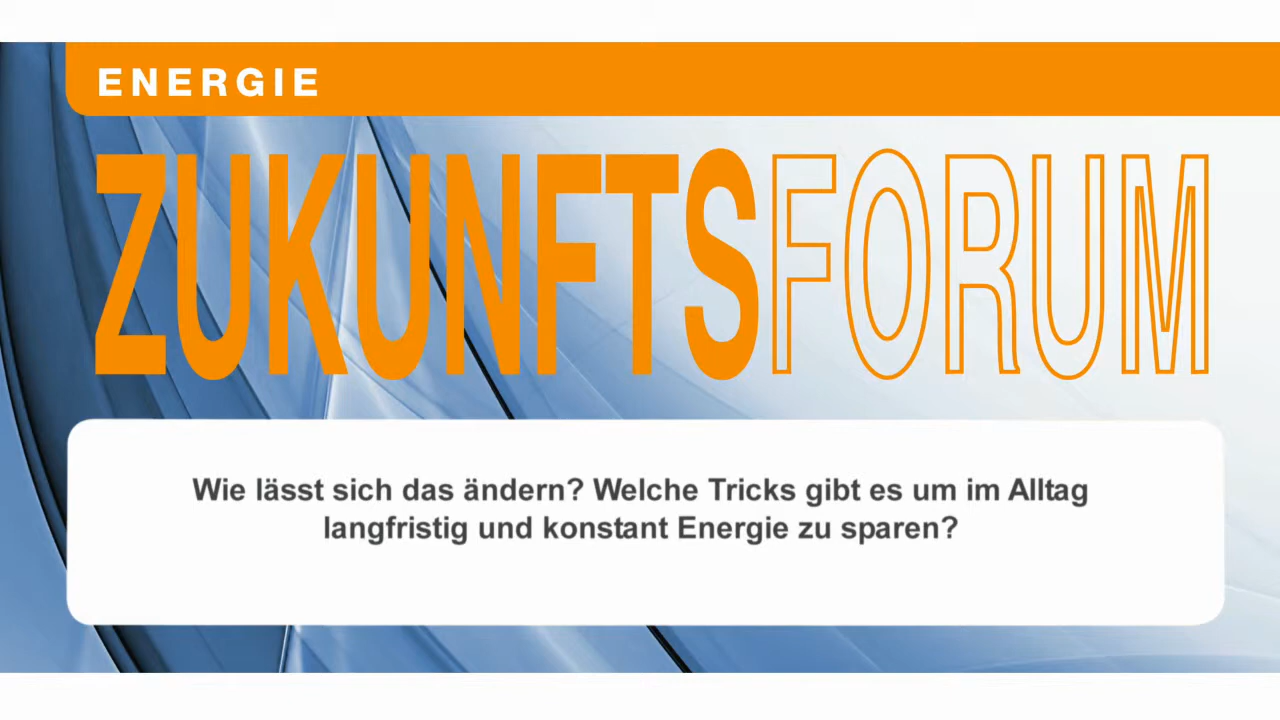 ENERGIE
ZUKUNFTSFORUM
Wie lässt sich das ändern? Welche Tricks gibt es um im Alltag
langfristig und konstant Energie zu sparen?